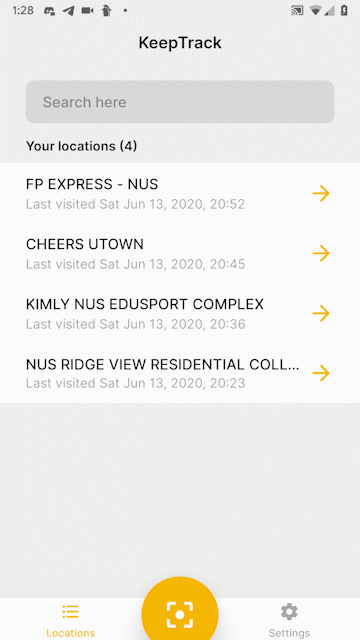 1:28
KeepTrack
Search here
Your locations (4)
FP EXPRESS - NUS
Last visited Sat Jun 13, 2020, 20:52
CHEERS UTOWN
Last visited Sat Jun 13, 2020, 20:45
KIMLY NUS EDUSPORT COMPLEX
Last visited Sat Jun 13, 2020, 20:36
NUS RIDGE VIEW RESIDENTIAL COLL...
Last visited Sat Jun 13, 2020, 20:23
Locations
Settings